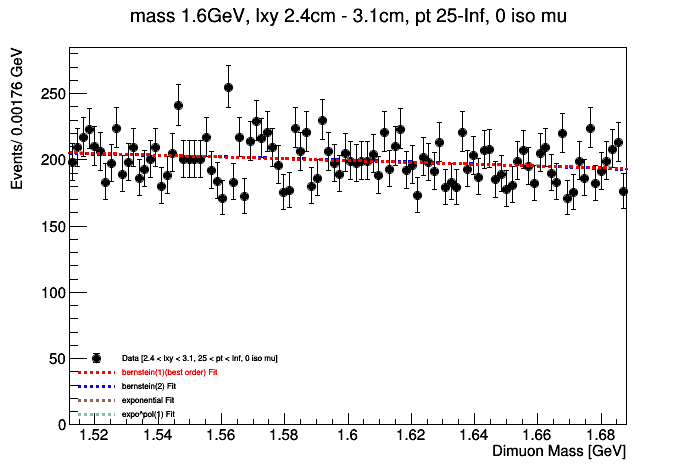 mass 1.6GeV, lxy 2.4cm - 3.1cm, pt 25-Inf, 0 iso mu
Events/ 0.00176 GeV
250
200
150
100
50
0
Data [2.4 < lxy < 3.1, 25 < pt < Inf, 0 iso mu]
bernstein(1)(best order) Fit
bernstein(2) Fit
exponential Fit
expo*pol(1) Fit
1.52 1.54 1.56 1.58 1.6 1.62 1.64 1.66 1.68
Dimuon Mass [GeV]